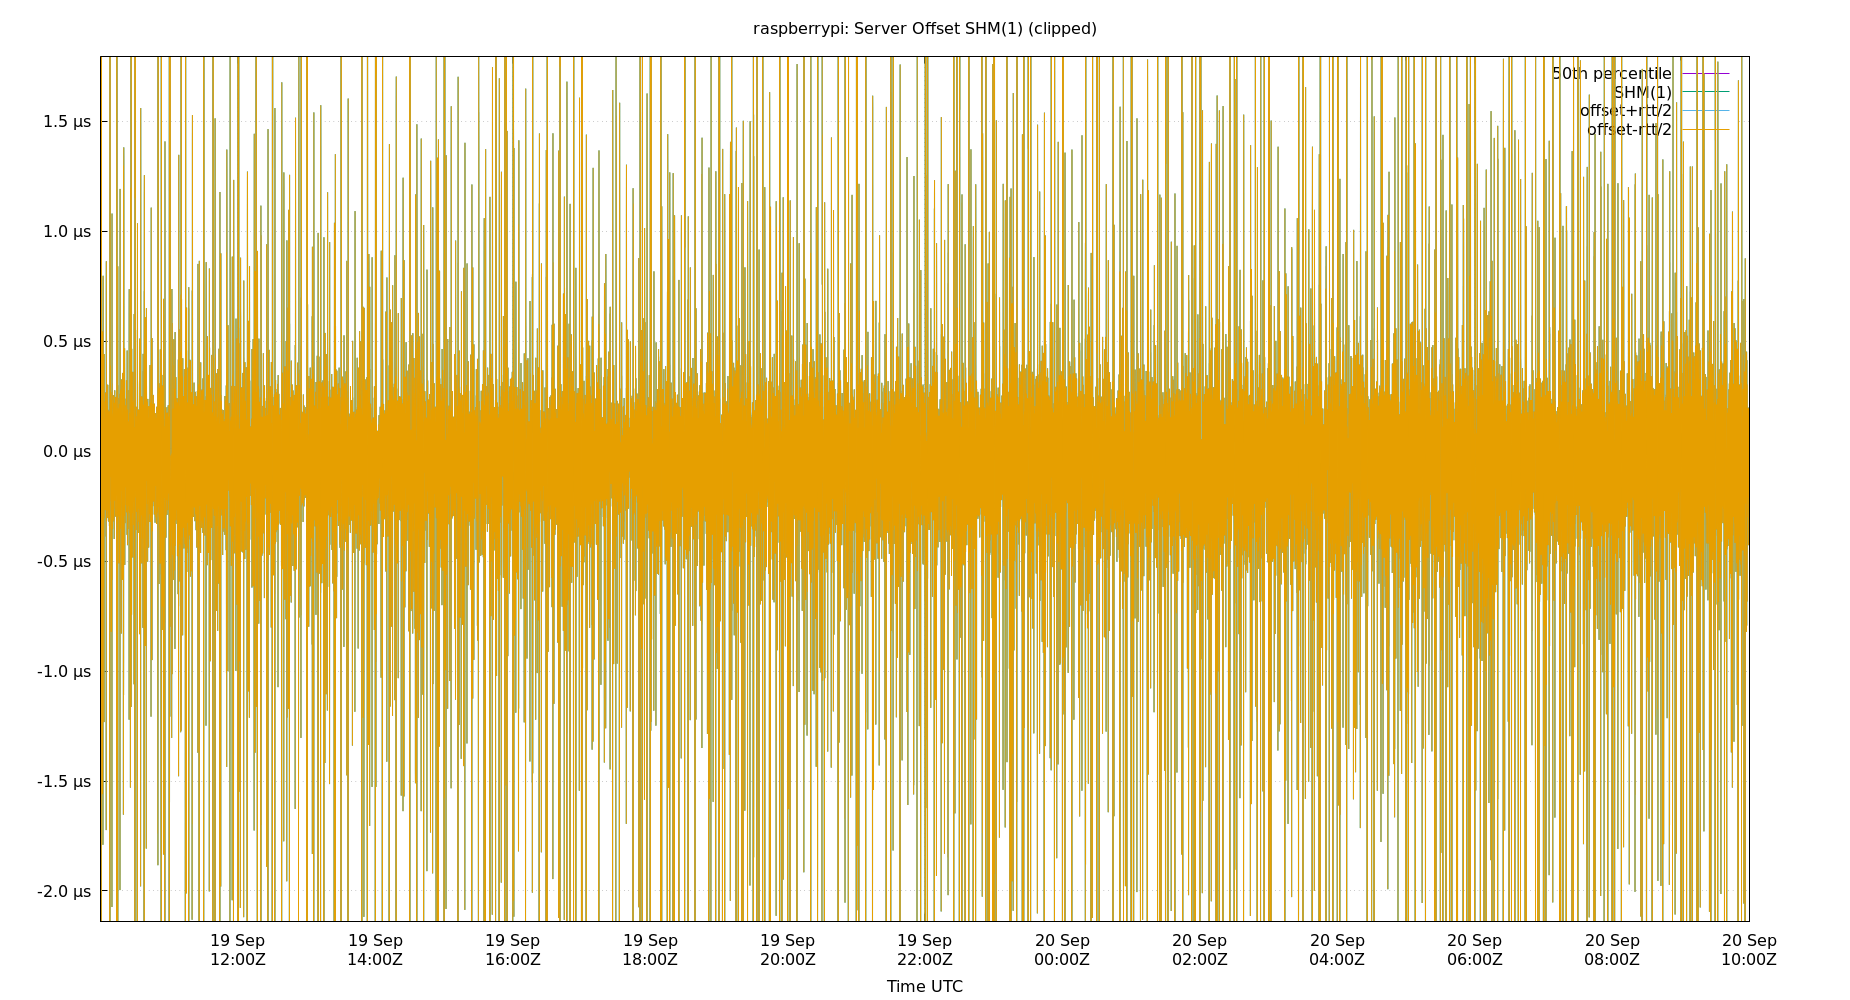 raspberrypi: Server Offset SHM(1) (clipped)
50th percentile
SHM(1)
offset+rtt/2
offset-rtt/2
1.5 µs
1.0 µs
0.5 µs
0.0 µs
-0.5 µs
-1.0 µs
-1.5 µs
-2.0 µs
19 Sep 19 Sep 19 Sep 19 Sep 19 Sep 19 Sep 20 Sep 20 Sep 20 Sep 20 Sep 20 Sep 20 Sep
12:00Z 14:00Z 16:00Z 18:00Z 20:00Z 22:00Z 00:00Z 02:00Z 04:00Z 06:00Z 08:00Z 10:00Z
Time UTC